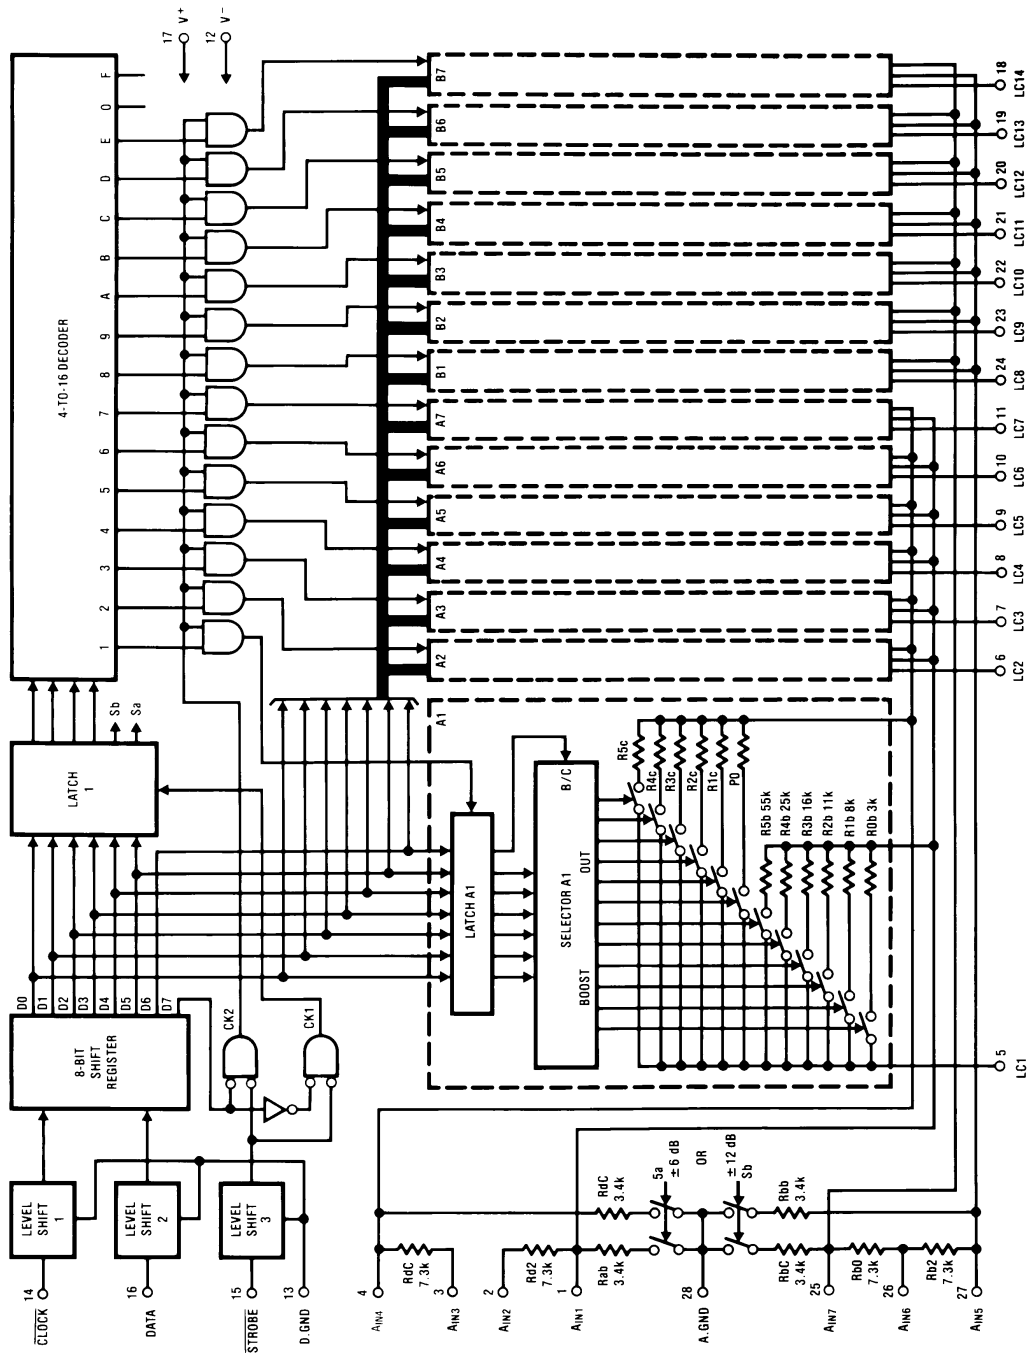 CLOCK
14
LEVEL
SHIFT
1
DATA
16
LEVEL
SHIFT
2
STROBE
15
LEVEL
SHIFT
3
D.GND
13
8-BIT
SHIFT
REGISTER
D0
D1
D2
D3
D4
D5
D6
D7
CK2
CK1
LATCH
1
Sb
Sa
4-TO-16 DECODER
1
2
3
4
5
6
7
8
9
A
B
C
D
E
O
F
17 V+
12 V−
A1
LATCH A1
SELECTOR A1
B/C
OUT
BOOST
R5c
R4c
R3c
R2c
R1c
PO
R5b 55k
R4b 25k
R3b 16k
R2b 11k
R1b 8k
R0b 3k
A2
A3
A4
A5
A6
A7
B1
B2
B3
B4
B5
B6
B7
AIN4
4
RdC
7.3k
AIN3
3
AIN2
2
Rd2
7.3k
AIN1
1
RdC
3.4k
Rab
3.4k
5a
±6 dB
OR
±12 dB
Sb
A.GND
28
Rbb
3.4k
RbC
3.4k
AIN7
25
Rb0
7.3k
AIN6
26
Rb2
7.3k
AIN5
27
5
LC1
6
LC2
7
LC3
8
LC4
9
LC5
10
LC6
11
LC7
24
LC8
23
LC9
22
LC10
21
LC11
20
LC12
19
LC13
18
LC14